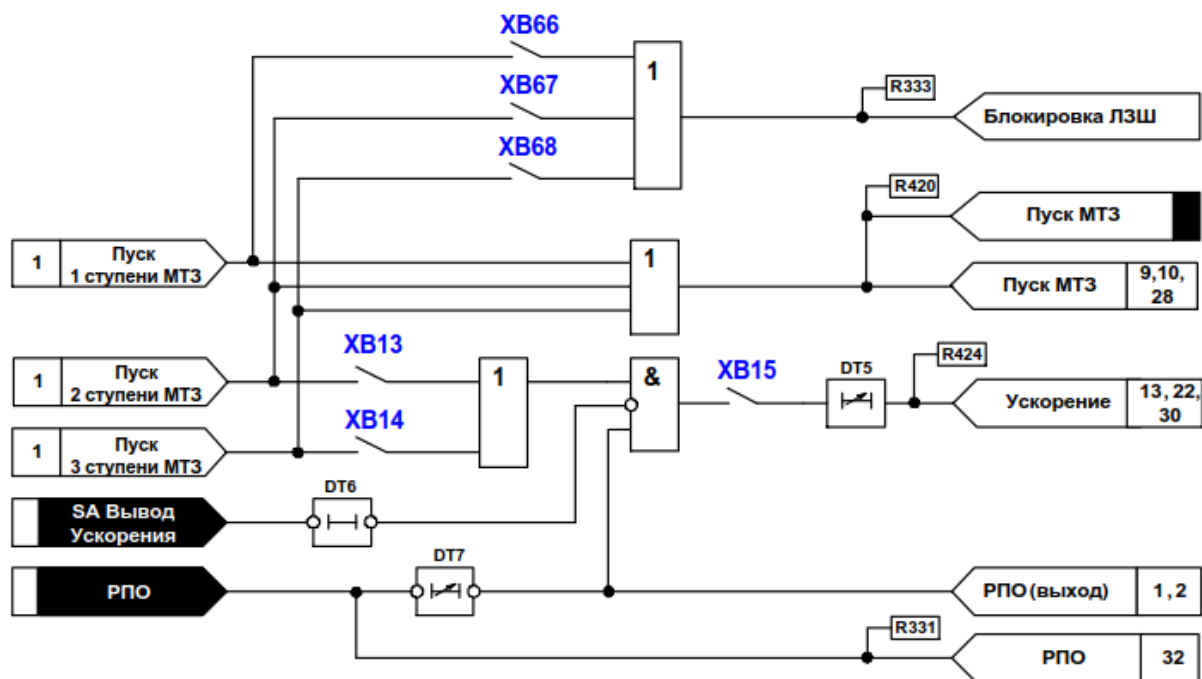 XB66
1
XB67
R333
Блокировка ЛЗШ
XB68
R420
Пуск МТЗ
1
Пуск
1 ступени МТЗ
1
Пуск МТЗ
9,10,
28
XB13
1
Пуск
2 ступени МТЗ
1
&
XB15
DT5
R424
Ускорение
13, 22,
30
XB14
1
Пуск
3 ступени МТЗ
SA Вывод
Ускорения
DT6
DT7
РПО
РПО (выход)
1, 2
R331
РПО
32